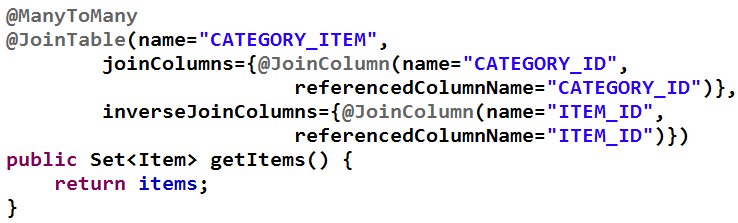 @ManyToMany
@JoinTable(name="CATEGORY_ITEM",
        joinColumns={@JoinColumn(name="CATEGORY_ID",
                        referencedColumnName="CATEGORY_ID")},
        inverseJoinColumns={@JoinColumn(name="ITEM_ID",
                        referencedColumnName="ITEM_ID")})
public Set<Item> getItems() {
    return items;
}